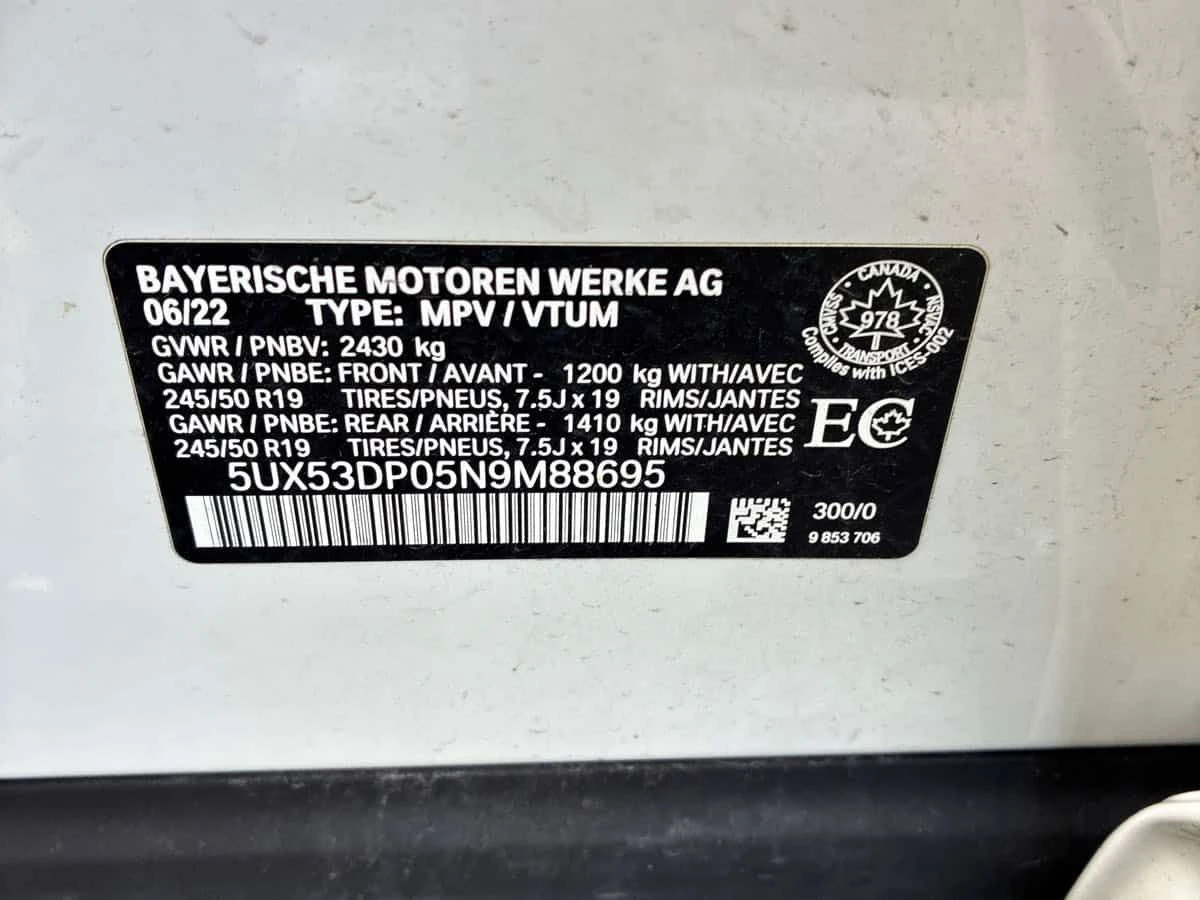 BAYERISCHE MOTOREN WERKE AG
06/22 TYPE: MPV / VTUM
GVWR / PNBV: 2430 kg
GAWR / PNBE: FRONT / AVANT - 1200 kg WITH/AVEC
245/50 R19 TIRES/PNEUS, 7.5J x 19 RIMS/JANTES
GAWR / PNBE: REAR / ARRIÈRE - 1410 kg WITH/AVEC
245/50 R19 TIRES/PNEUS, 7.5J x 19 RIMS/JANTES
5UX53DP05N9M88695
CANADA
CMVSS
978
NSVAC
TRANSPORT
Complies with ICES-002
EC
300/0
9 853 706